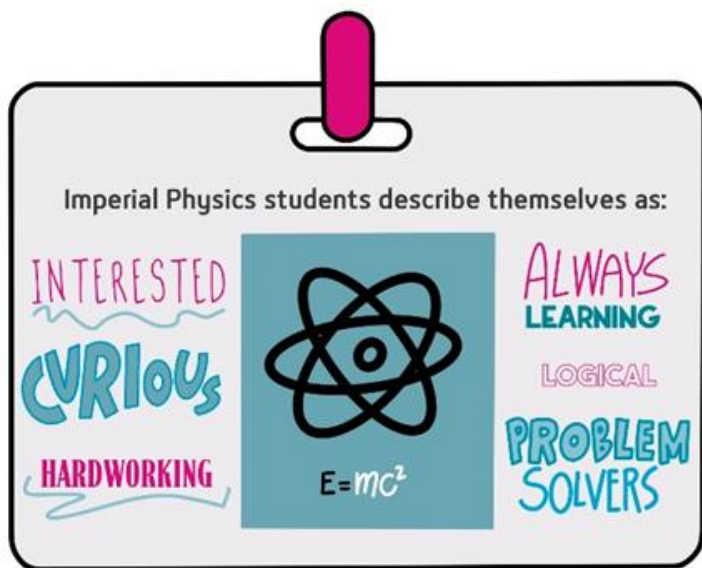 Imperial Physics students describe themselves as:
INTERESTED
CURIOUS
HARDWORKING
E=mc²
ALWAYS
LEARNING
LOGICAL
PROBLEM
SOLVERS